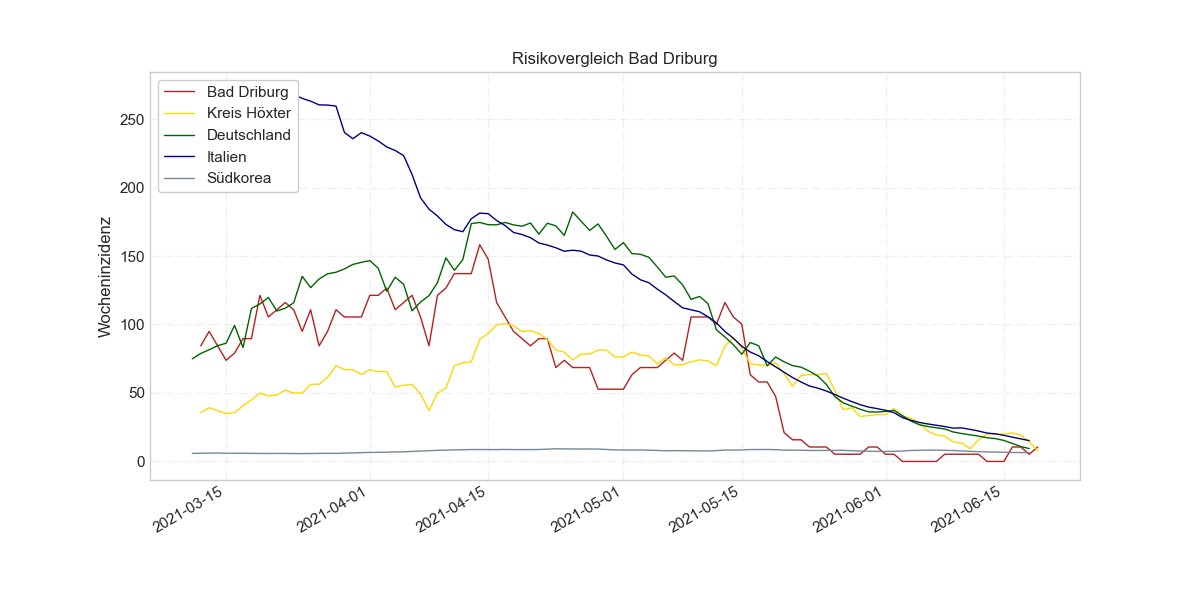 Risikovergleich Bad Driburg
Bad Driburg
Kreis Höxter
Deutschland
Italien
Südkorea
Wocheninzidenz
250
200
150
100
50
0
2021-03-15
2021-04-01
2021-04-15
2021-05-01
2021-05-15
2021-06-01
2021-06-15